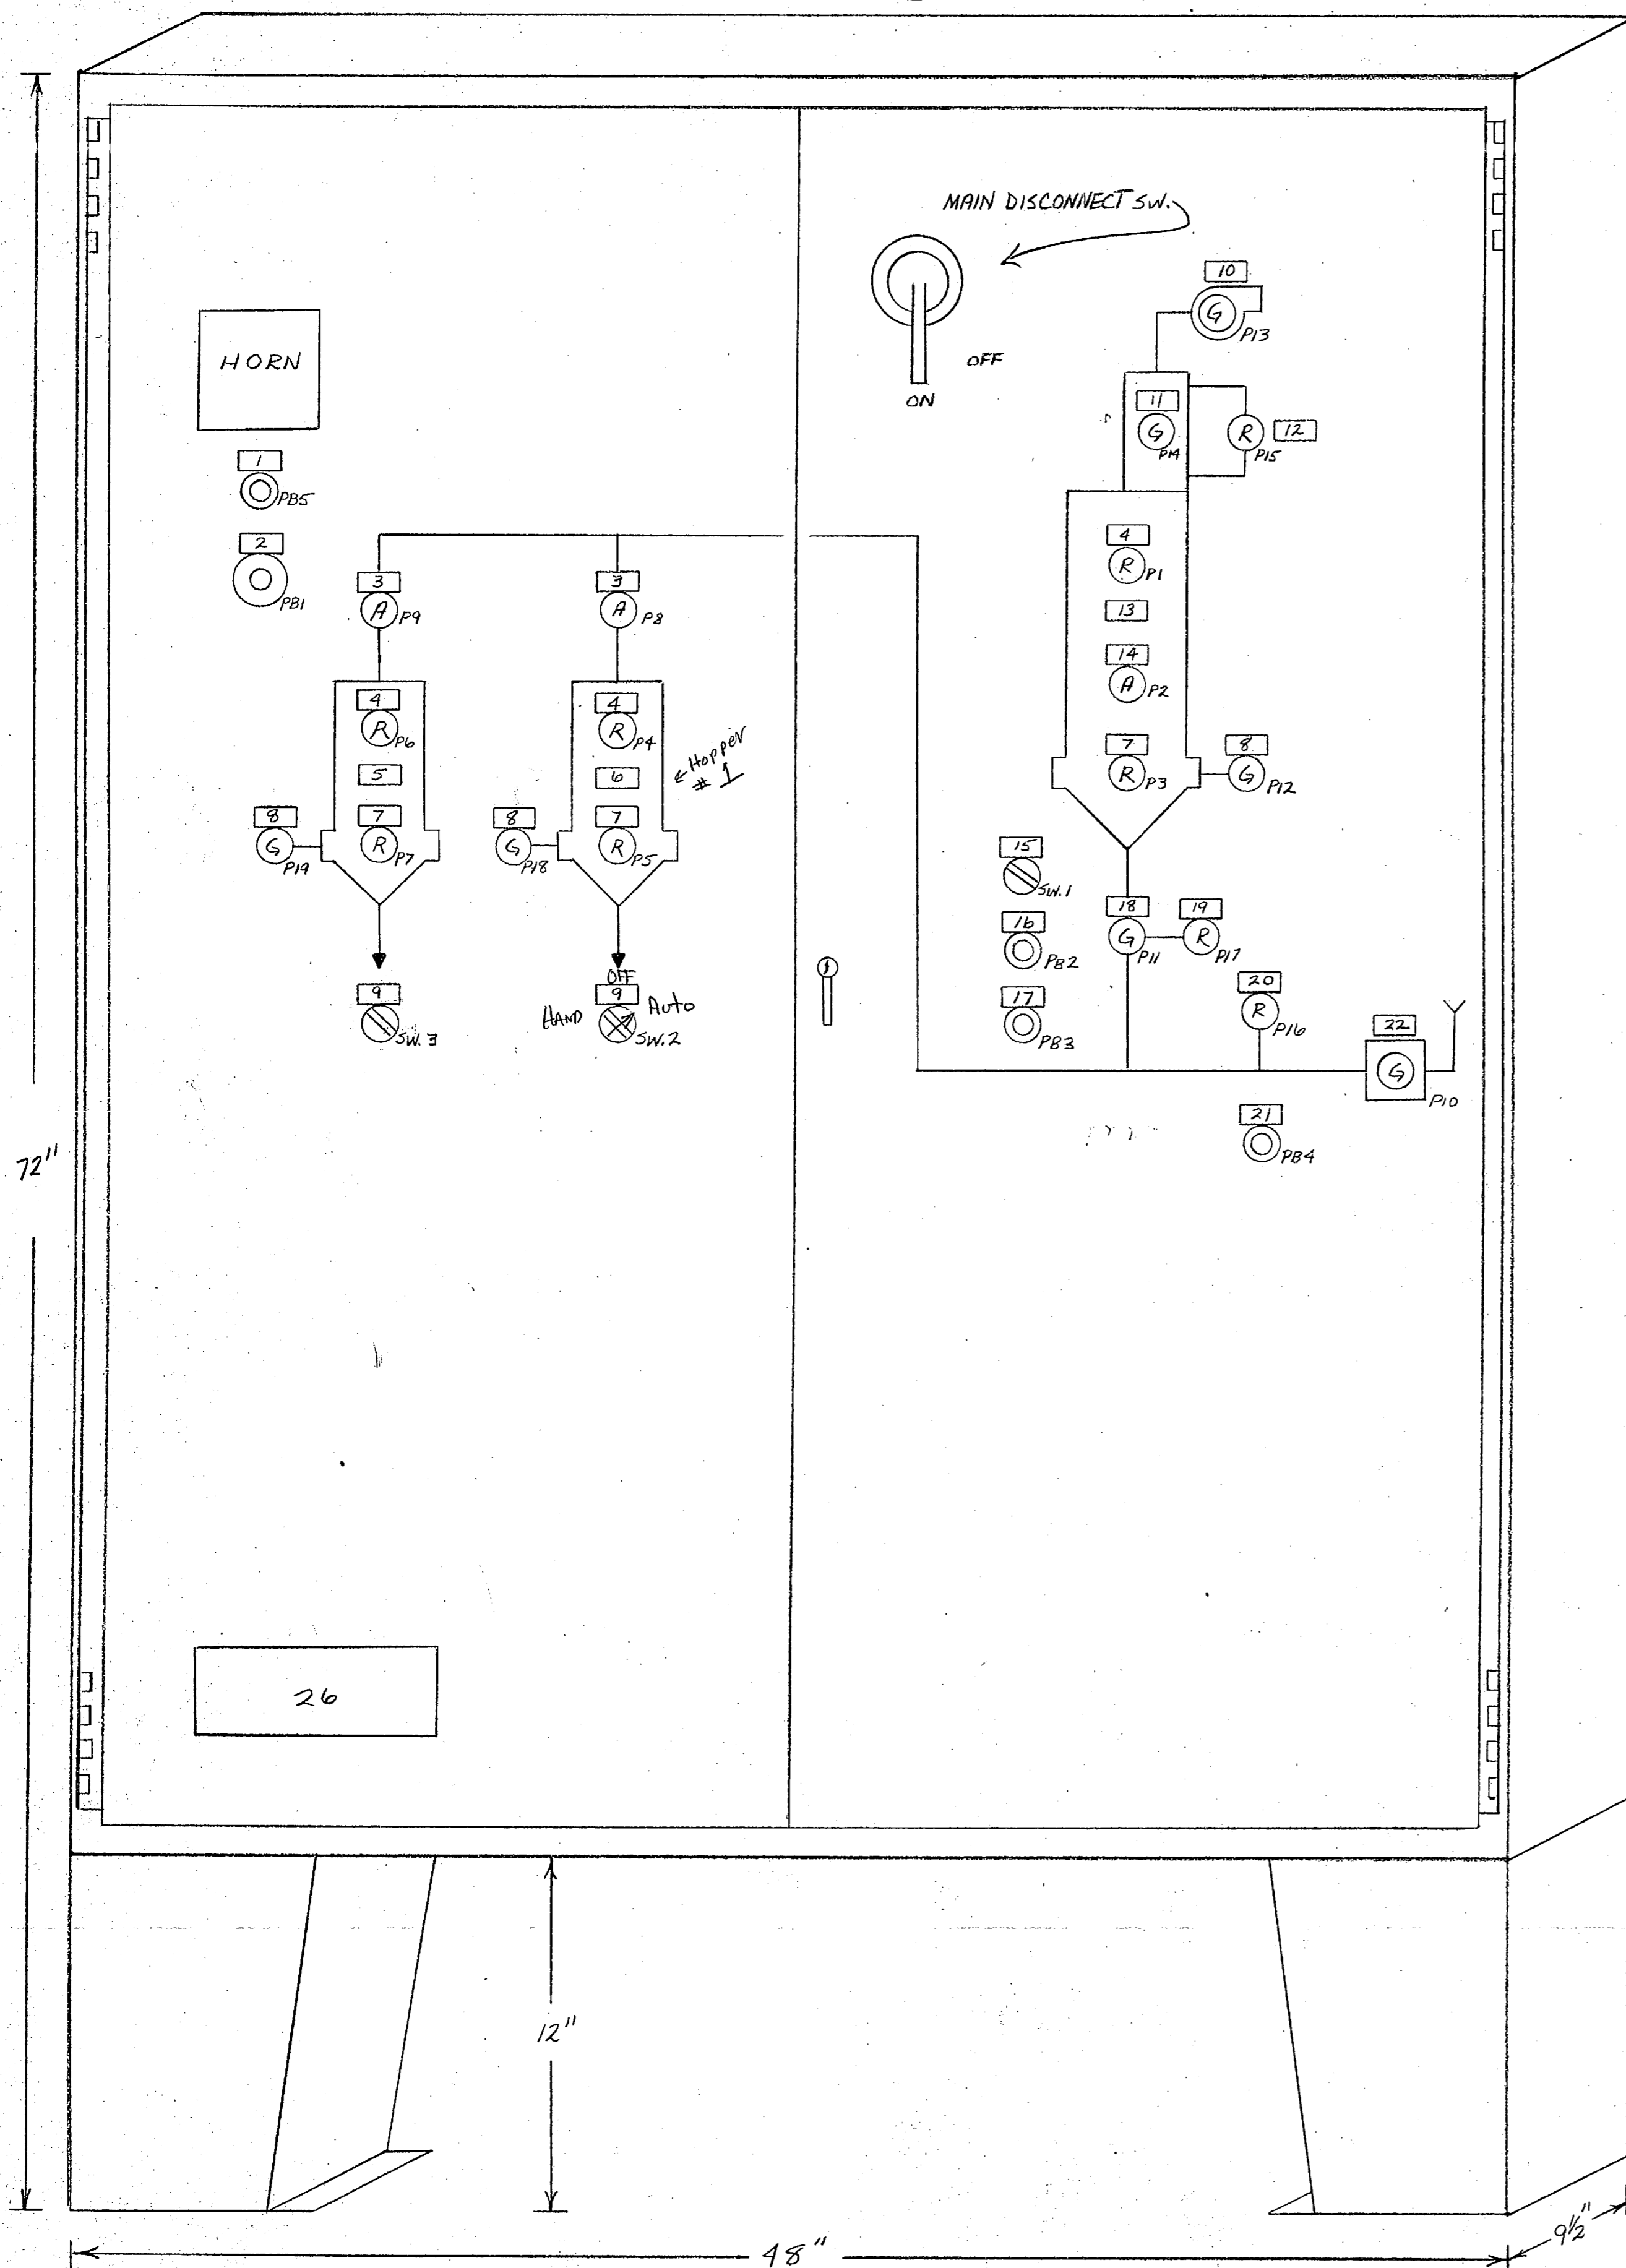 MAIN DISCONNECT SW.
OFF
ON
10
G
P13
HORN
11
G
P14
R
P15
12
1
PB5
2
PB1
3
A
P9
3
A
P8
4
R
P1
13
14
A
P2
4
R
P6
4
R
P4
← Hopper
# 1
5
6
7
R
P3
8
G
P12
8
G
P19
7
R
P7
8
G
P18
7
R
P5
15
SW.1
16
PB2
17
PB3
18
G
P11
19
R
P17
9
SW.3
OFF
9
HAND
Auto
SW.2
20
R
P16
22
G
P10
21
PB4
72"
26
12"
48"
9½"